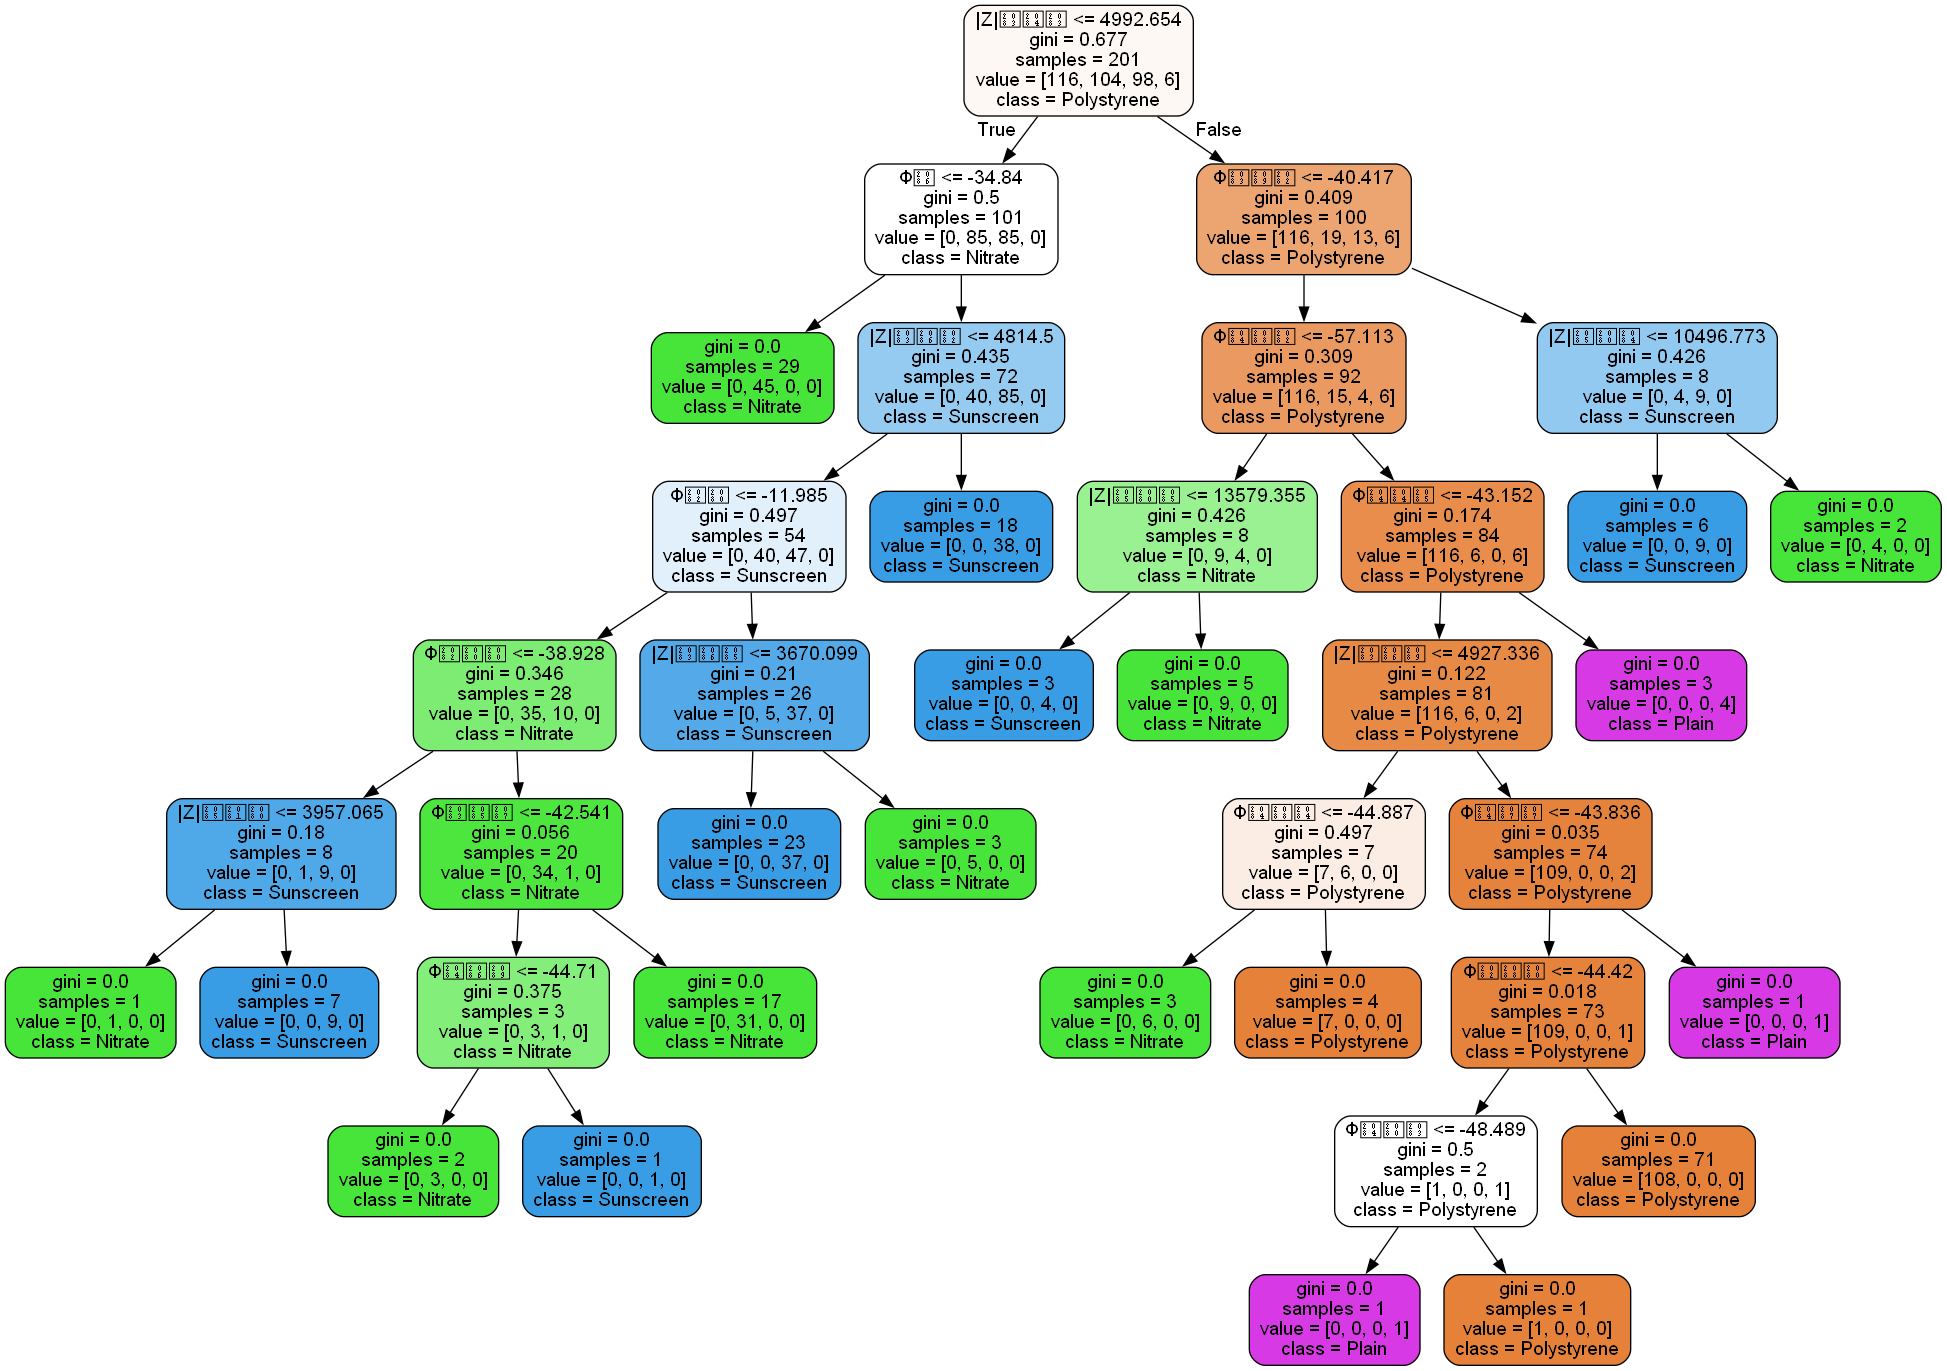 |Z| <= 4992.654
gini = 0.677
samples = 201
value = [116, 104, 98, 6]
class = Polystyrene
True
False
Φ <= -34.84
gini = 0.5
samples = 101
value = [0, 85, 85, 0]
class = Nitrate
Φ <= -40.417
gini = 0.409
samples = 100
value = [116, 19, 13, 6]
class = Polystyrene
gini = 0.0
samples = 29
value = [0, 45, 0, 0]
class = Nitrate
|Z| <= 4814.5
gini = 0.435
samples = 72
value = [0, 40, 85, 0]
class = Sunscreen
Φ <= -57.113
gini = 0.309
samples = 92
value = [116, 15, 4, 6]
class = Polystyrene
|Z| <= 10496.773
gini = 0.426
samples = 8
value = [0, 4, 9, 0]
class = Sunscreen
Φ <= -11.985
gini = 0.497
samples = 54
value = [0, 40, 47, 0]
class = Sunscreen
gini = 0.0
samples = 18
value = [0, 0, 38, 0]
class = Sunscreen
|Z| <= 13579.355
gini = 0.426
samples = 8
value = [0, 9, 4, 0]
class = Nitrate
Φ <= -43.152
gini = 0.174
samples = 84
value = [116, 6, 0, 6]
class = Polystyrene
gini = 0.0
samples = 6
value = [0, 0, 9, 0]
class = Sunscreen
gini = 0.0
samples = 2
value = [0, 4, 0, 0]
class = Nitrate
Φ <= -38.928
gini = 0.346
samples = 28
value = [0, 35, 10, 0]
class = Nitrate
|Z| <= 3670.099
gini = 0.21
samples = 26
value = [0, 5, 37, 0]
class = Sunscreen
gini = 0.0
samples = 3
value = [0, 0, 4, 0]
class = Sunscreen
gini = 0.0
samples = 5
value = [0, 9, 0, 0]
class = Nitrate
|Z| <= 4927.336
gini = 0.122
samples = 81
value = [116, 6, 0, 2]
class = Polystyrene
gini = 0.0
samples = 3
value = [0, 0, 0, 4]
class = Plain
|Z| <= 3957.065
gini = 0.18
samples = 8
value = [0, 1, 9, 0]
class = Sunscreen
Φ <= -42.541
gini = 0.056
samples = 20
value = [0, 34, 1, 0]
class = Nitrate
gini = 0.0
samples = 23
value = [0, 0, 37, 0]
class = Sunscreen
gini = 0.0
samples = 3
value = [0, 5, 0, 0]
class = Nitrate
Φ <= -44.887
gini = 0.497
samples = 7
value = [7, 6, 0, 0]
class = Polystyrene
Φ <= -43.836
gini = 0.035
samples = 74
value = [109, 0, 0, 2]
class = Polystyrene
gini = 0.0
samples = 1
value = [0, 1, 0, 0]
class = Nitrate
gini = 0.0
samples = 7
value = [0, 0, 9, 0]
class = Sunscreen
Φ <= -44.71
gini = 0.375
samples = 3
value = [0, 3, 1, 0]
class = Nitrate
gini = 0.0
samples = 17
value = [0, 31, 0, 0]
class = Nitrate
gini = 0.0
samples = 3
value = [0, 6, 0, 0]
class = Nitrate
gini = 0.0
samples = 4
value = [7, 0, 0, 0]
class = Polystyrene
Φ <= -44.42
gini = 0.018
samples = 73
value = [109, 0, 0, 1]
class = Polystyrene
gini = 0.0
samples = 1
value = [0, 0, 0, 1]
class = Plain
gini = 0.0
samples = 2
value = [0, 3, 0, 0]
class = Nitrate
gini = 0.0
samples = 1
value = [0, 0, 1, 0]
class = Sunscreen
Φ <= -48.489
gini = 0.5
samples = 2
value = [1, 0, 0, 1]
class = Polystyrene
gini = 0.0
samples = 71
value = [108, 0, 0, 0]
class = Polystyrene
gini = 0.0
samples = 1
value = [0, 0, 0, 1]
class = Plain
gini = 0.0
samples = 1
value = [1, 0, 0, 0]
class = Polystyrene